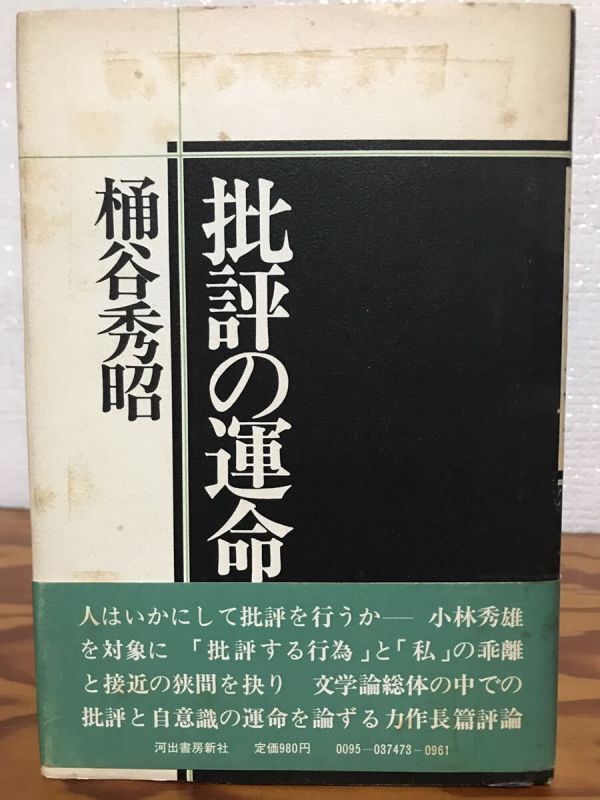 批評の運命
桶谷秀昭
人はいかにして批評を行うか── 小林秀雄
を対象に 「批評する行為」と「私」の乖離
と接近の狭間を抉り 文学論総体の中での
批評と自意識の運命を論ずる力作長篇評論
河出書房新社 定価980円 0095-037473-0961